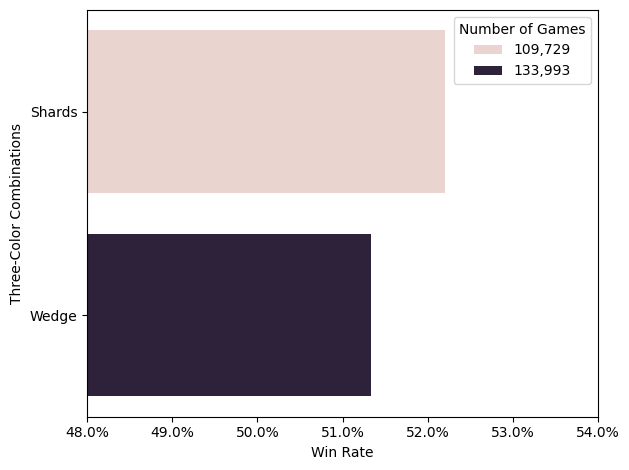 Number of Games
109,729
133,993
Three-Color Combinations
Shards
Wedge
48.0% 49.0% 50.0% 51.0% 52.0% 53.0% 54.0%
Win Rate